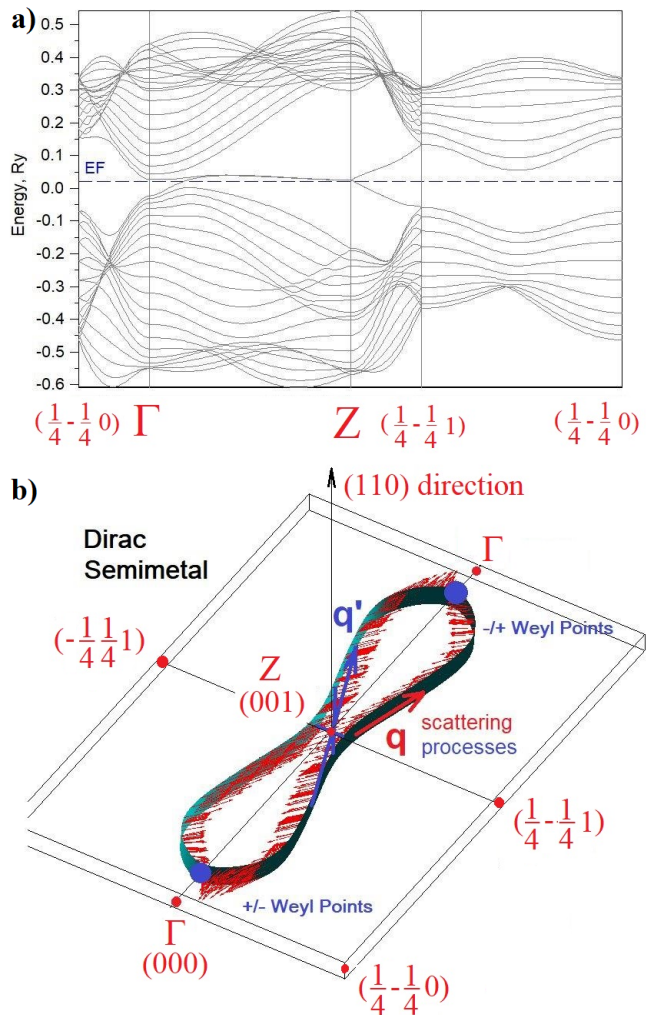 a)
Energy, Ry
0.5
0.4
0.3
0.2
0.1
0.0
-0.1
-0.2
-0.3
-0.4
-0.5
-0.6
EF
(1/4-1/4 0) Γ Z (1/4-1/4 1) (1/4-1/4 0)
b)
(110) direction
Dirac
Semimetal
Γ
q'
-/+ Weyl Points
(-1/4 1/4 1)
Z
(001)
q
scattering
processes
(1/4-1/4 1)
+/- Weyl Points
Γ
(000)
(1/4-1/4 0)